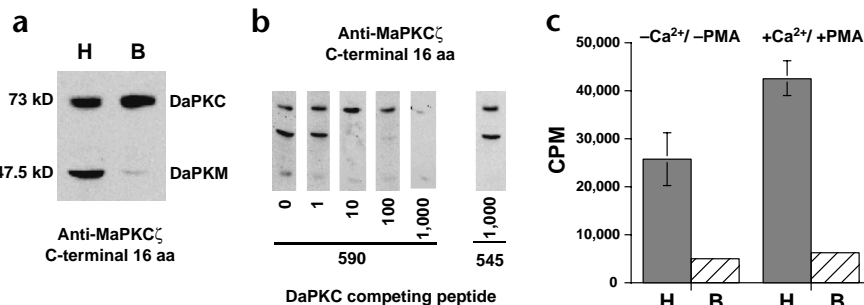 a
H B
73 kD DaPKC
47.5 kD DaPKM
Anti-MaPKCζ
C-terminal 16 aa
b
Anti-MaPKCζ
C-terminal 16 aa
0 1 10 100 1,000 1,000
590 545
DaPKC competing peptide
c
–Ca²⁺/ –PMA +Ca²⁺/ +PMA
50,000
40,000
30,000
20,000
10,000
0
CPM
H B H B